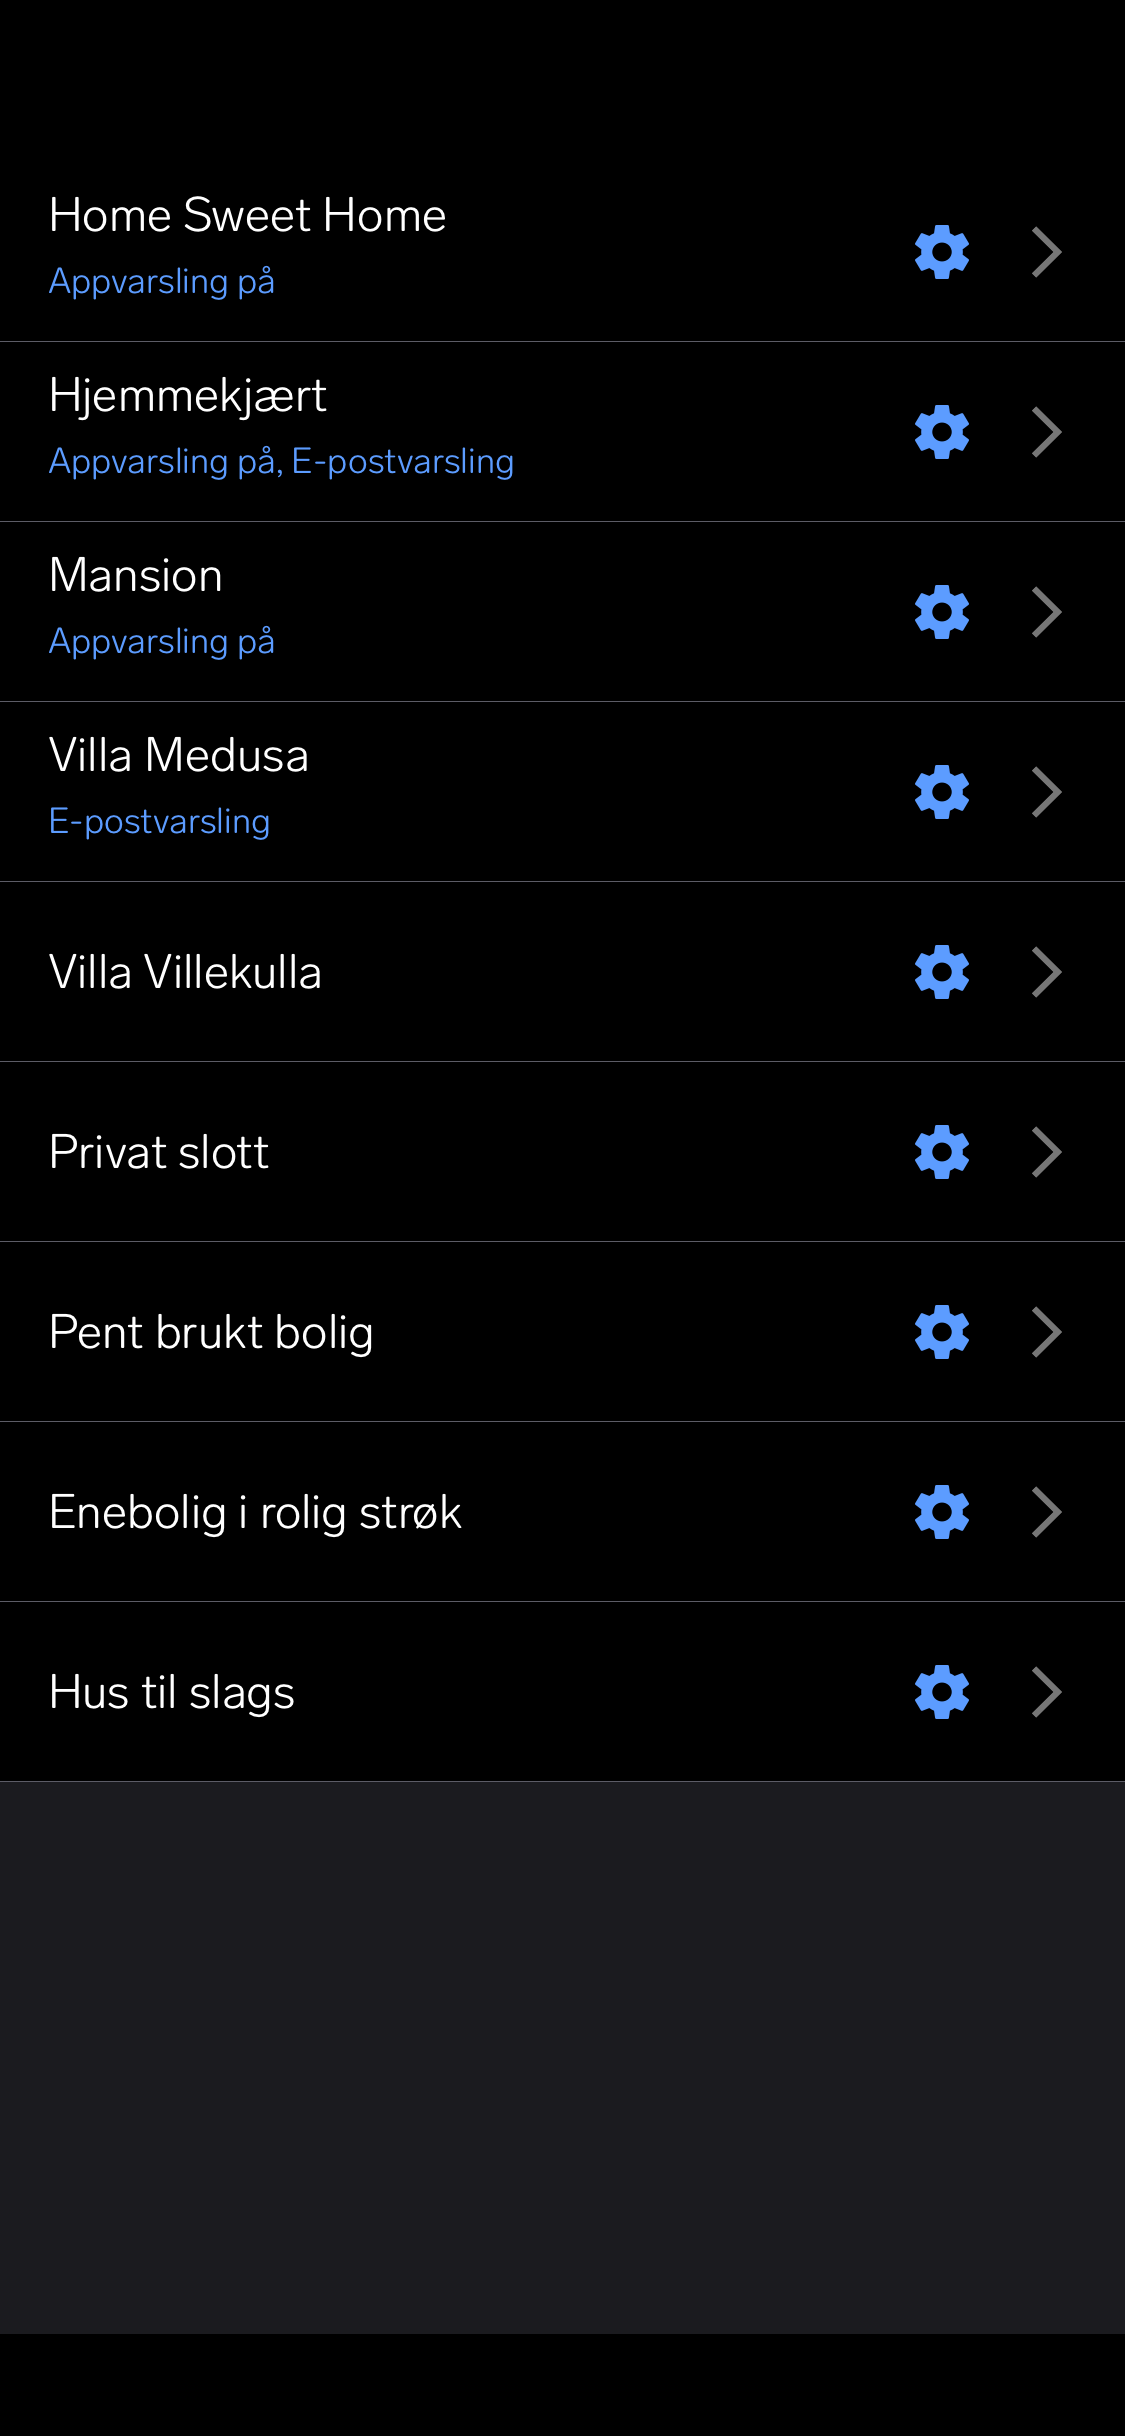 Home Sweet Home
Appvarsling på
Hjemmekjært
Appvarsling på, E-postvarsling
Mansion
Appvarsling på
Villa Medusa
E-postvarsling
Villa Villekulla
Privat slott
Pent brukt bolig
Enebolig i rolig strøk
Hus til slags